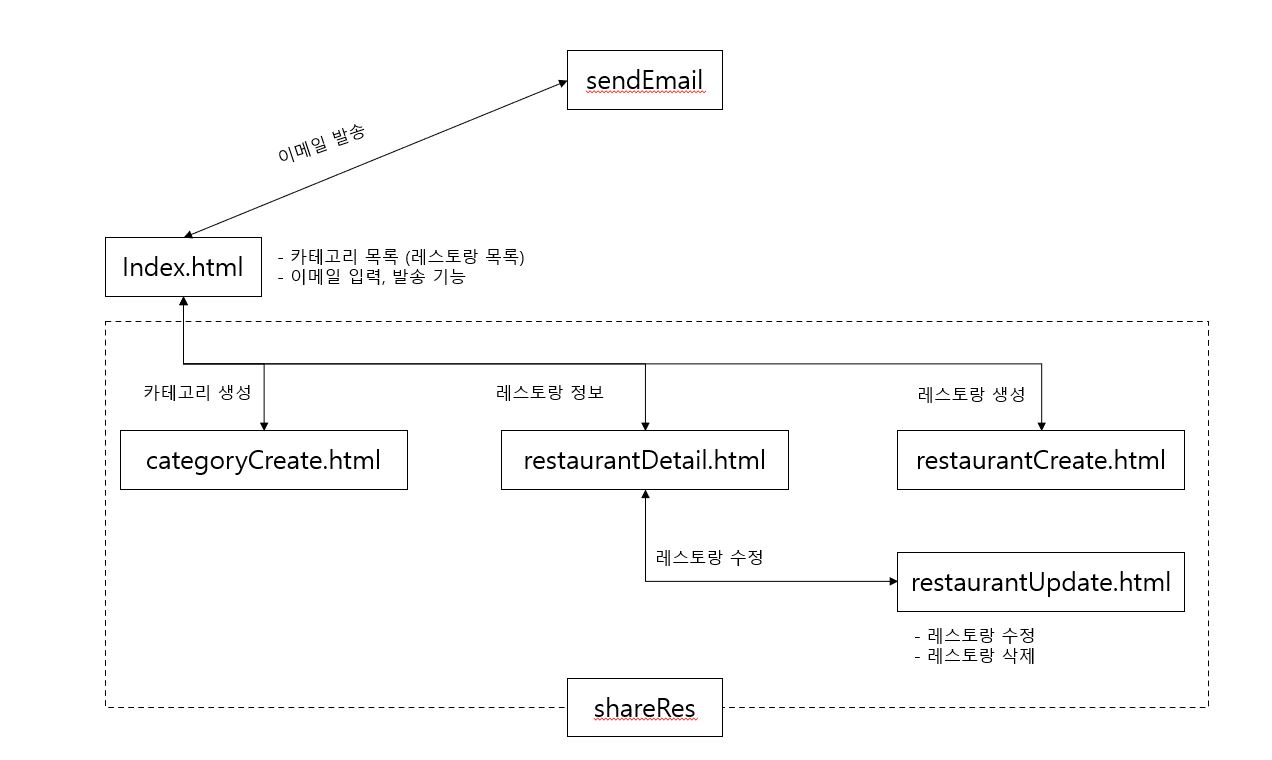 sendEmail
이메일 발송
Index.html
- 카테고리 목록 (레스토랑 목록)
- 이메일 입력, 발송 기능
카테고리 생성
레스토랑 정보
레스토랑 생성
categoryCreate.html
restaurantDetail.html
restaurantCreate.html
레스토랑 수정
restaurantUpdate.html
- 레스토랑 수정
- 레스토랑 삭제
shareRes